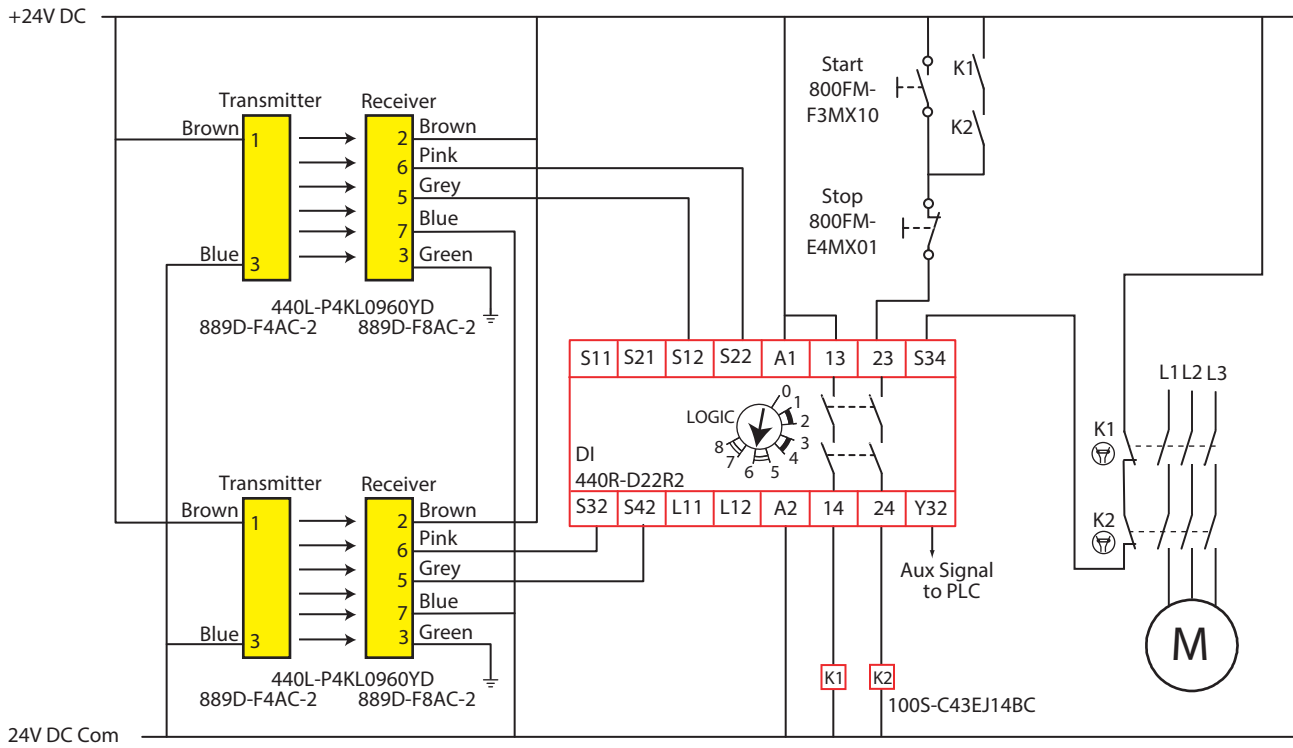 +24V DC
Transmitter
Receiver
Brown
1
2
Brown
6
Pink
5
Grey
7
Blue
Blue
3
3
Green
440L-P4KL0960YD
889D-F4AC-2
889D-F8AC-2
Start
800FM-
F3MX10
K1
K2
Stop
800FM-
E4MX01
S11
S21
S12
S22
A1
13
23
S34
LOGIC
0
1
2
3
4
5
6
7
8
DI
440R-D22R2
S32
S42
L11
L12
A2
14
24
Y32
Aux Signal
to PLC
L1
L2
L3
K1
K2
M
Transmitter
Receiver
Brown
1
2
Brown
6
Pink
5
Grey
7
Blue
Blue
3
3
Green
440L-P4KL0960YD
889D-F4AC-2
889D-F8AC-2
K1
K2
100S-C43EJ14BC
24V DC Com